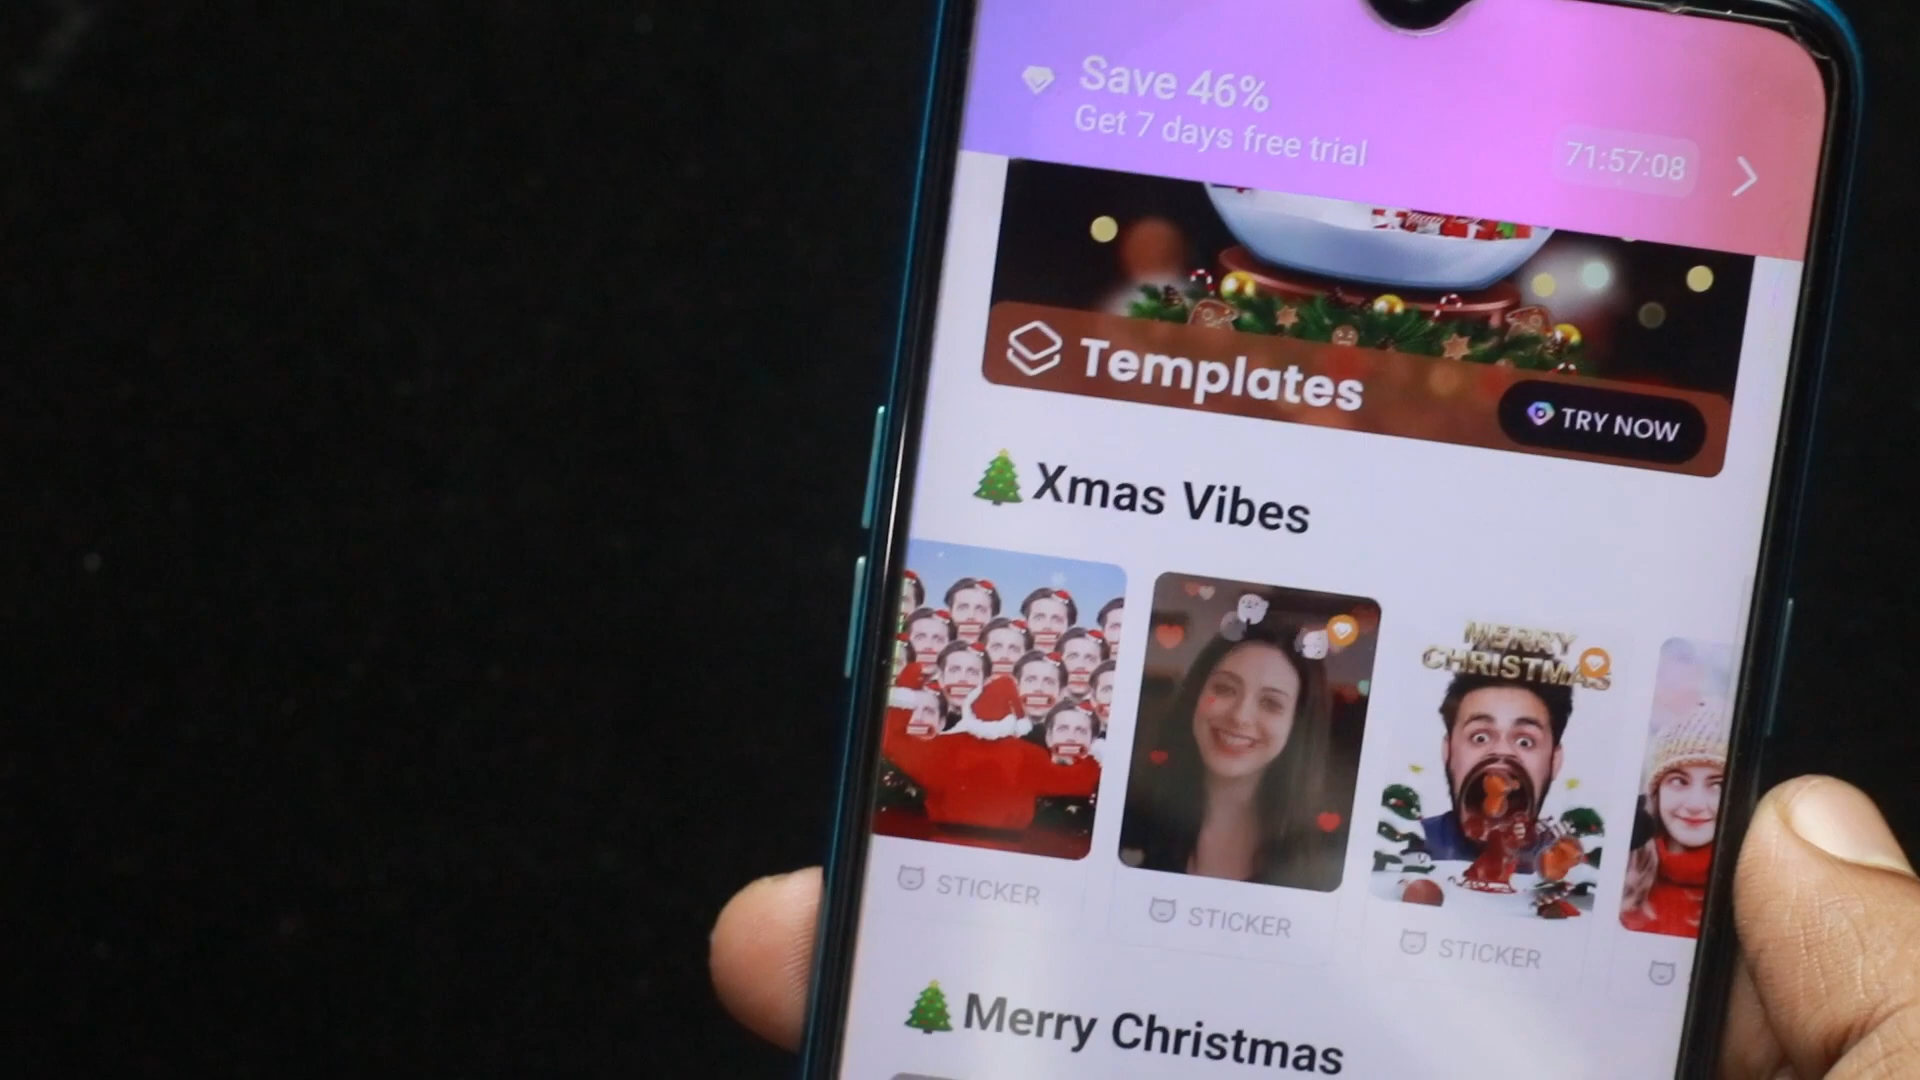 Save 46%
Get 7 days free trial
71:57:08
Templates
TRY NOW
Xmas Vibes
MERRY
CHRISTMAS
STICKER
STICKER
STICKER
Merry Christmas